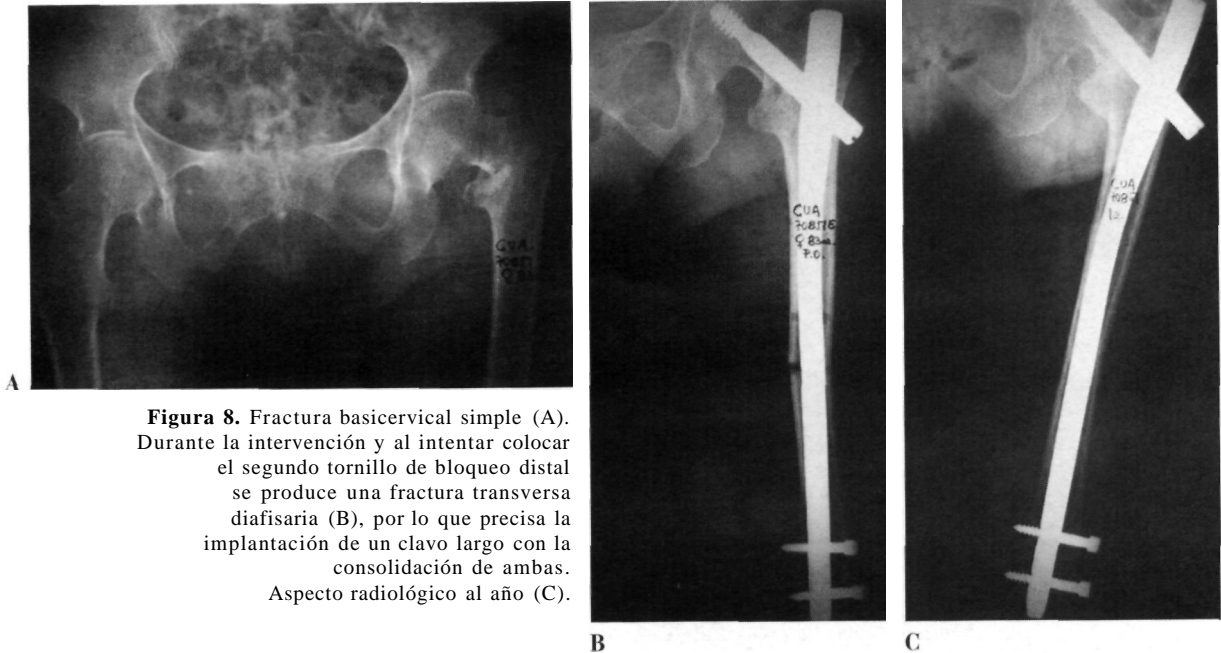 A
Figura 8. Fractura basicervical simple (A).
Durante la intervención y al intentar colocar
el segundo tornillo de bloqueo distal
se produce una fractura transversa
diafisaria (B), por lo que precisa la
implantación de un clavo largo con la
consolidación de ambas.
Aspecto radiológico al año (C).
CUA
♀ 83a.
P.O.
B
CUA
C